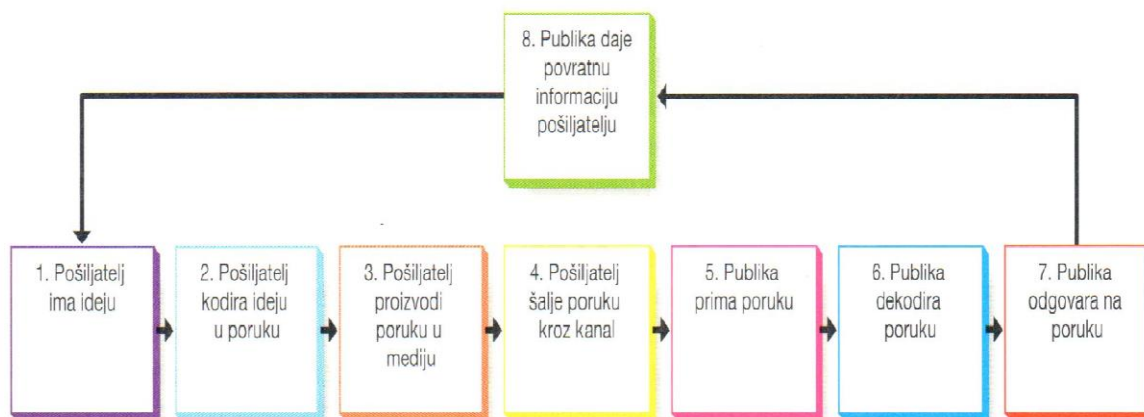 8. Publika daje
povratnu
informaciju
pošiljatelju
1. Pošiljatelj
ima ideju
2. Pošiljatelj
kodira ideju
u poruku
3. Pošiljatelj
proizvodi
poruku u
mediju
4. Pošiljatelj
šalje poruku
kroz kanal
5. Publika
prima poruku
6. Publika
dekodira
poruku
7. Publika
odgovara na
poruku